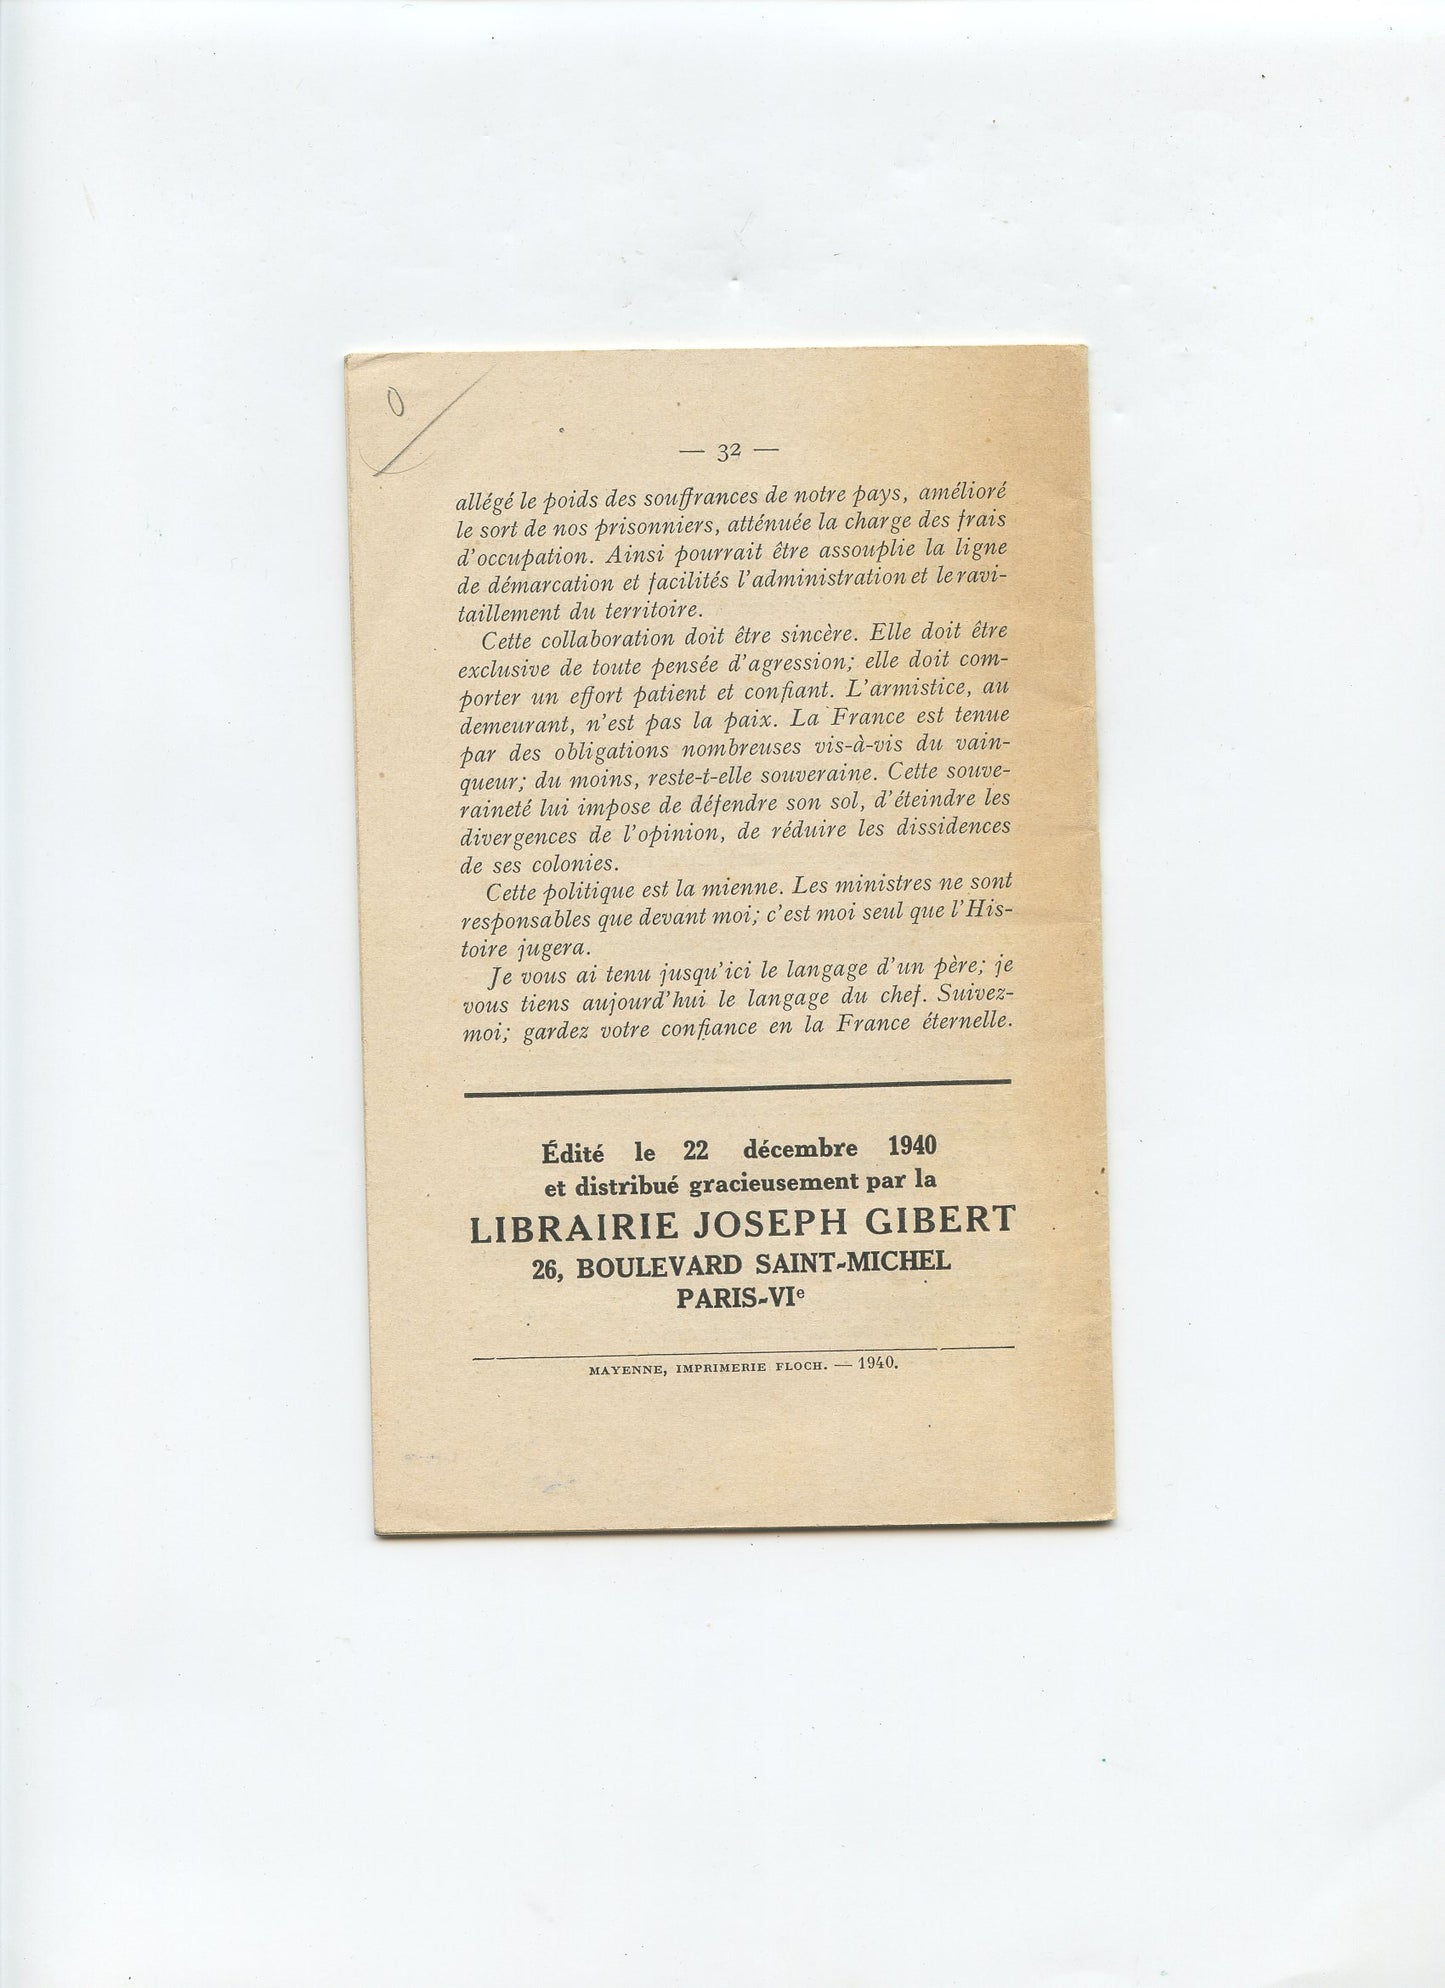 0
— 32 —
allégé le poids des souffrances de notre pays, amélioré
le sort de nos prisonniers, atténuée la charge des frais
d'occupation. Ainsi pourrait être assouplie la ligne
de démarcation et facilités l'administration et le ravi-
taillement du territoire.
Cette collaboration doit être sincère. Elle doit être
exclusive de toute pensée d'agression; elle doit com-
porter un effort patient et confiant. L'armistice, au
demeurant, n'est pas la paix. La France est tenue
par des obligations nombreuses vis-à-vis du vain-
queur; du moins, reste-t-elle souveraine. Cette souve-
raineté lui impose de défendre son sol, d'éteindre les
divergences de l'opinion, de réduire les dissidences
de ses colonies.
Cette politique est la mienne. Les ministres ne sont
responsables que devant moi; c'est moi seul que l'His-
toire jugera.
Je vous ai tenu jusqu'ici le langage d'un père; je
vous tiens aujourd'hui le langage du chef. Suivez-
moi; gardez votre confiance en la France éternelle.
Édité le 22 décembre 1940
et distribué gracieusement par la
LIBRAIRIE JOSEPH GIBERT
26, BOULEVARD SAINT-MICHEL
PARIS-VIe
MAYENNE, IMPRIMERIE FLOCH. — 1940.